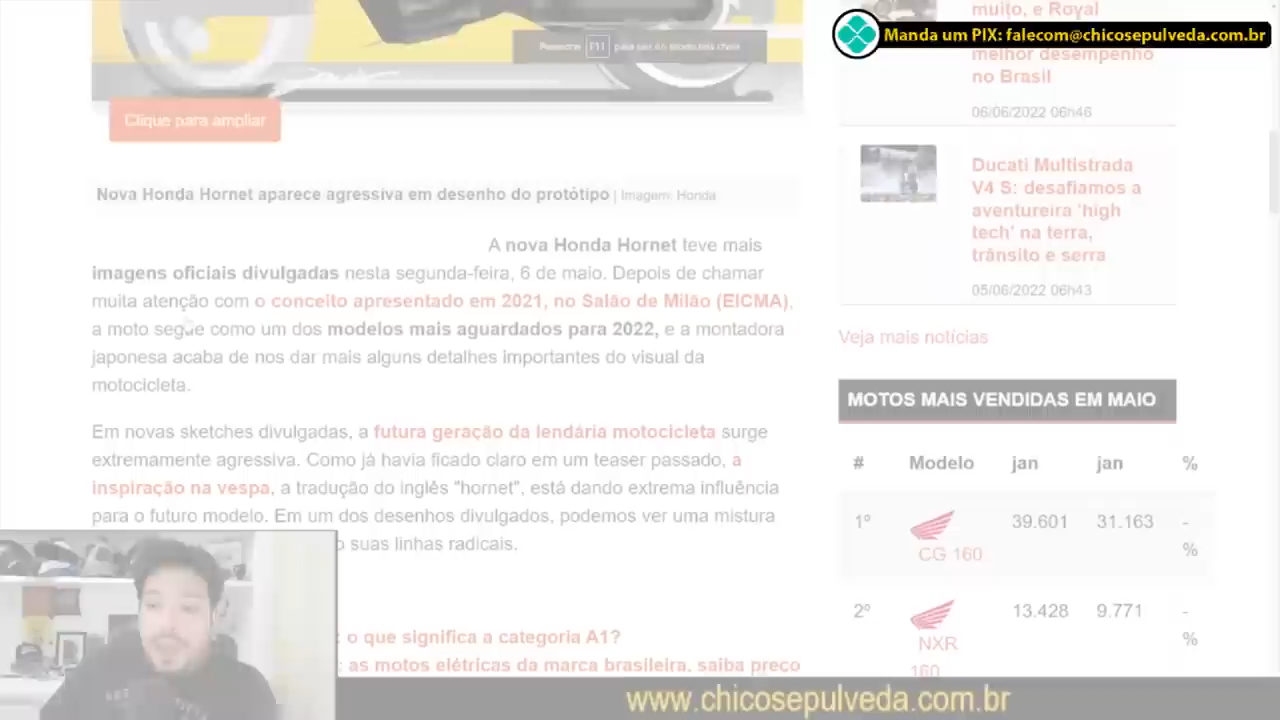 Manda um PIX: falecom@chicosepulveda.com.br
muito, e Royal
melhor desempenho
no Brasil
06/06/2022 06h46
Pressione F11 para sair do modo tela cheia
Clique para ampliar
Nova Honda Hornet aparece agressiva em desenho do protótipo | Imagem: Honda
A nova Honda Hornet teve mais
imagens oficiais divulgadas nesta segunda-feira, 6 de maio. Depois de chamar
muita atenção com o conceito apresentado em 2021, no Salão de Milão (EICMA),
a moto segue como um dos modelos mais aguardados para 2022, e a montadora
japonesa acaba de nos dar mais alguns detalhes importantes do visual da
motocicleta.
Em novas sketches divulgadas, a futura geração da lendária motocicleta surge
extremamente agressiva. Como já havia ficado claro em um teaser passado, a
inspiração na vespa, a tradução do inglês "hornet", está dando extrema influência
para o futuro modelo. Em um dos desenhos divulgados, podemos ver uma mistura
suas linhas radicais.
: o que significa a categoria A1?
: as motos elétricas da marca brasileira, saiba preço
Ducati Multistrada
V4 S: desafiamos a
aventureira 'high
tech' na terra,
trânsito e serra
05/06/2022 06h43
Veja mais notícias
MOTOS MAIS VENDIDAS EM MAIO
# Modelo jan jan %
1º CG 160 39.601 31.163 - %
2º NXR 160 13.428 9.771 - %
www.chicosepulveda.com.br